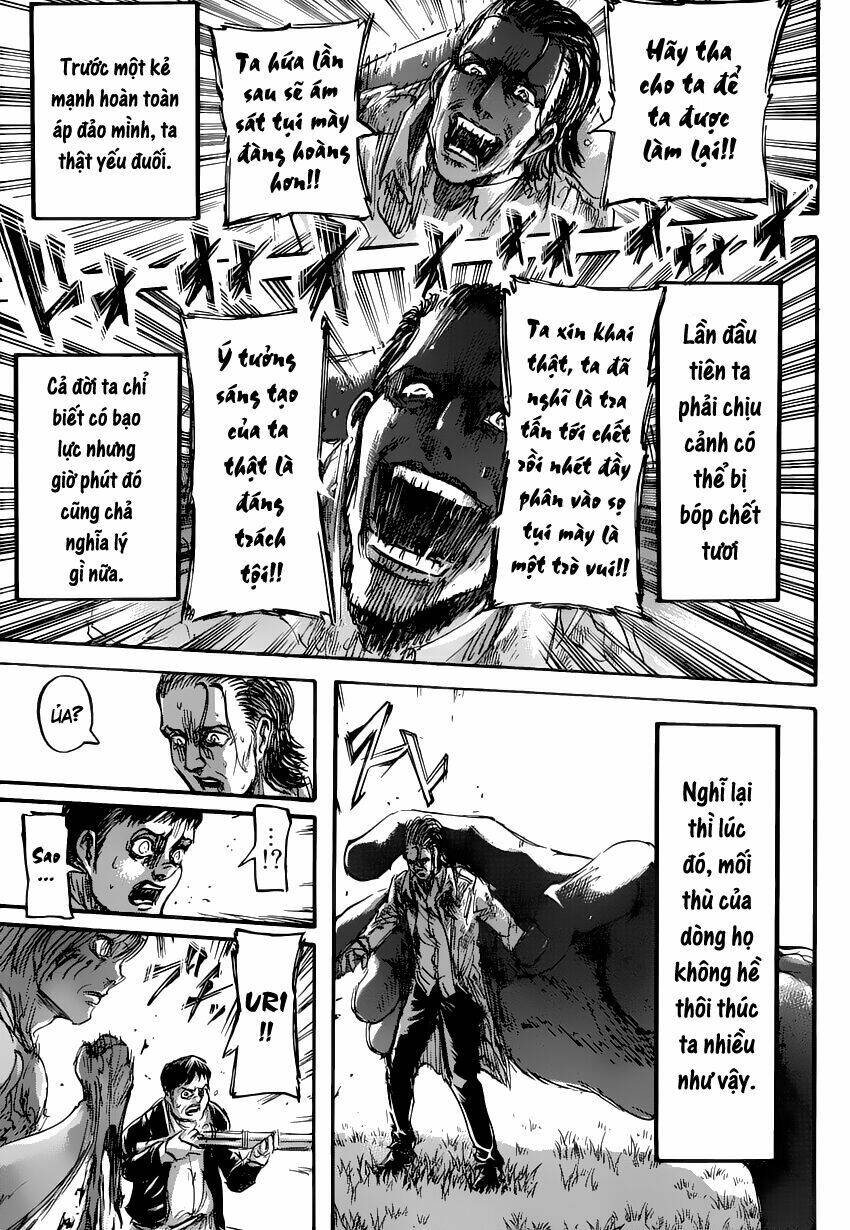 Hãy tha
cho ta để
ta được
làm lại!!
Ta hứa lần
sau sẽ ám
sát tụi mày
đàng hoàng
hơn!!
Trước một kẻ
mạnh hoàn toàn
áp đảo mình, ta
thật yếu đuối.
Lần đầu
tiên ta
phải chịu
cảnh có
thể bị
bóp chết
tươi
Ta xin khai
thật, ta đã
nghĩ là tra
tấn tới chết
rồi nhét đầy
phân vào sọ
tụi mày là
một trò vui!!
Ý tưởng
sáng tạo
của ta
thật là
đáng
trách
tội!!
Cả đời ta chỉ
biết có bạo
lực nhưng
giờ phút đó
cũng chả
nghĩa lý
gì nữa.
Nghĩ lại
thì lúc
đó, mối
thù của
dòng họ
không hề
thôi thúc
ta nhiều
như vậy.
ủa?
...!?
Sao
...
URI
!!